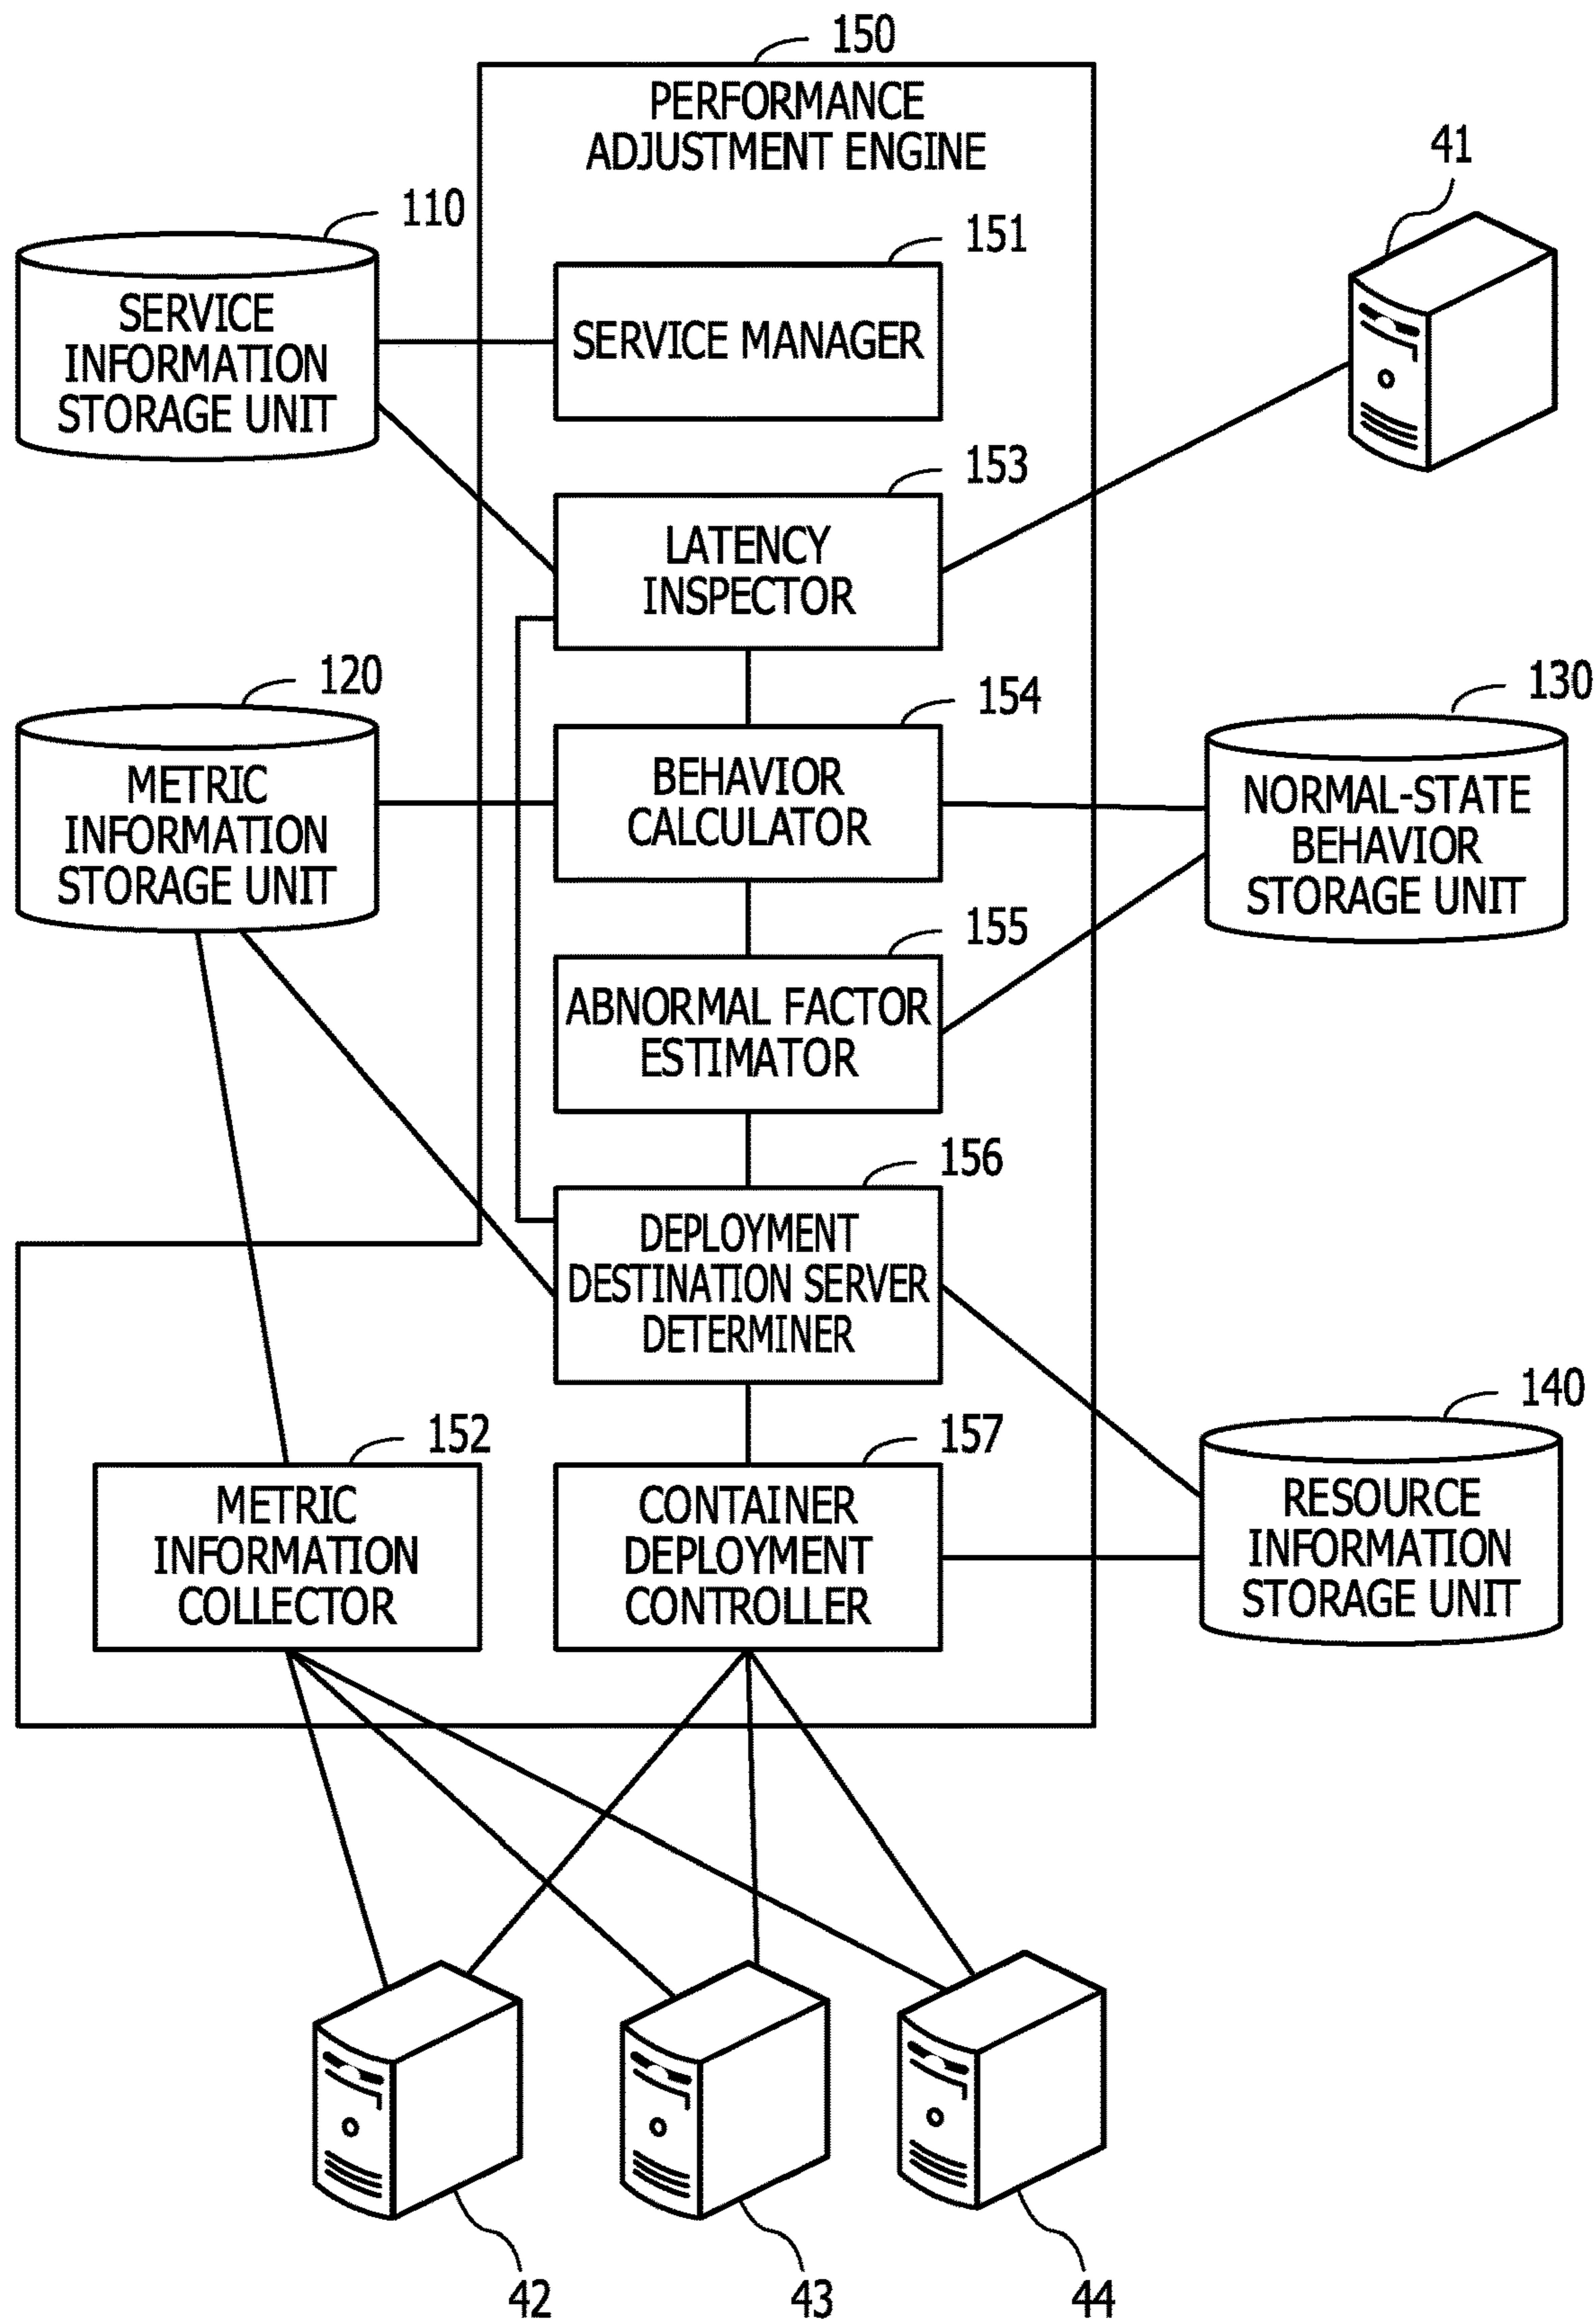 150
PERFORMANCE
ADJUSTMENT ENGINE
41
110
151
SERVICE
INFORMATION
STORAGE UNIT
SERVICE MANAGER
153
LATENCY
INSPECTOR
120
154
130
METRIC
INFORMATION
STORAGE UNIT
BEHAVIOR
CALCULATOR
NORMAL-STATE
BEHAVIOR
STORAGE UNIT
155
ABNORMAL FACTOR
ESTIMATOR
156
DEPLOYMENT
DESTINATION SERVER
DETERMINER
140
152
157
METRIC
INFORMATION
COLLECTOR
CONTAINER
DEPLOYMENT
CONTROLLER
RESOURCE
INFORMATION
STORAGE UNIT
42
43
44